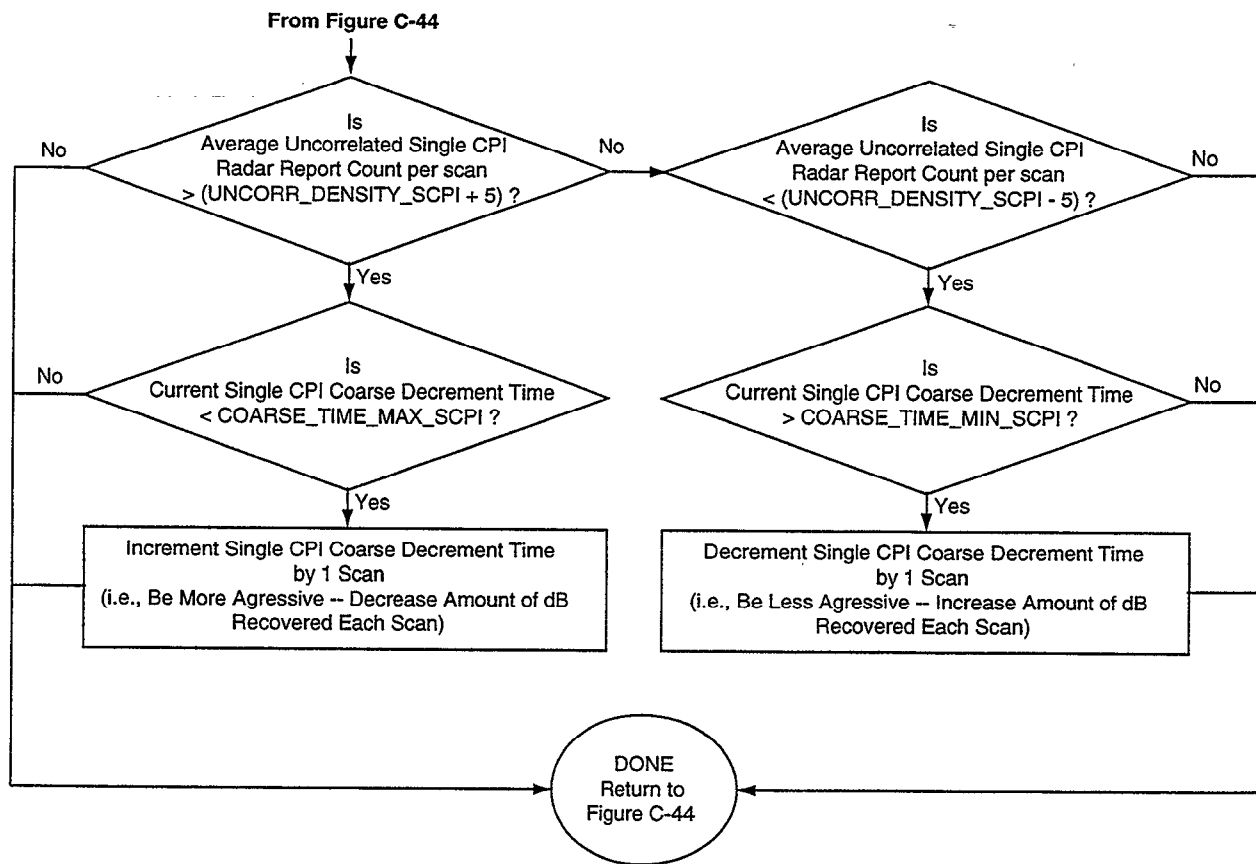 From Figure C-44
Is
Average Uncorrelated Single CPI
Radar Report Count per scan
> (UNCORR_DENSITY_SCPI + 5) ?
No
No
Yes
Is
Average Uncorrelated Single CPI
Radar Report Count per scan
< (UNCORR_DENSITY_SCPI - 5) ?
No
Yes
Is
Current Single CPI Coarse Decrement Time
< COARSE_TIME_MAX_SCPI ?
No
Yes
Is
Current Single CPI Coarse Decrement Time
> COARSE_TIME_MIN_SCPI ?
No
Yes
Increment Single CPI Coarse Decrement Time
by 1 Scan
(i.e., Be More Agressive -- Decrease Amount of dB
Recovered Each Scan)
Decrement Single CPI Coarse Decrement Time
by 1 Scan
(i.e., Be Less Agressive -- Increase Amount of dB
Recovered Each Scan)
DONE
Return to
Figure C-44